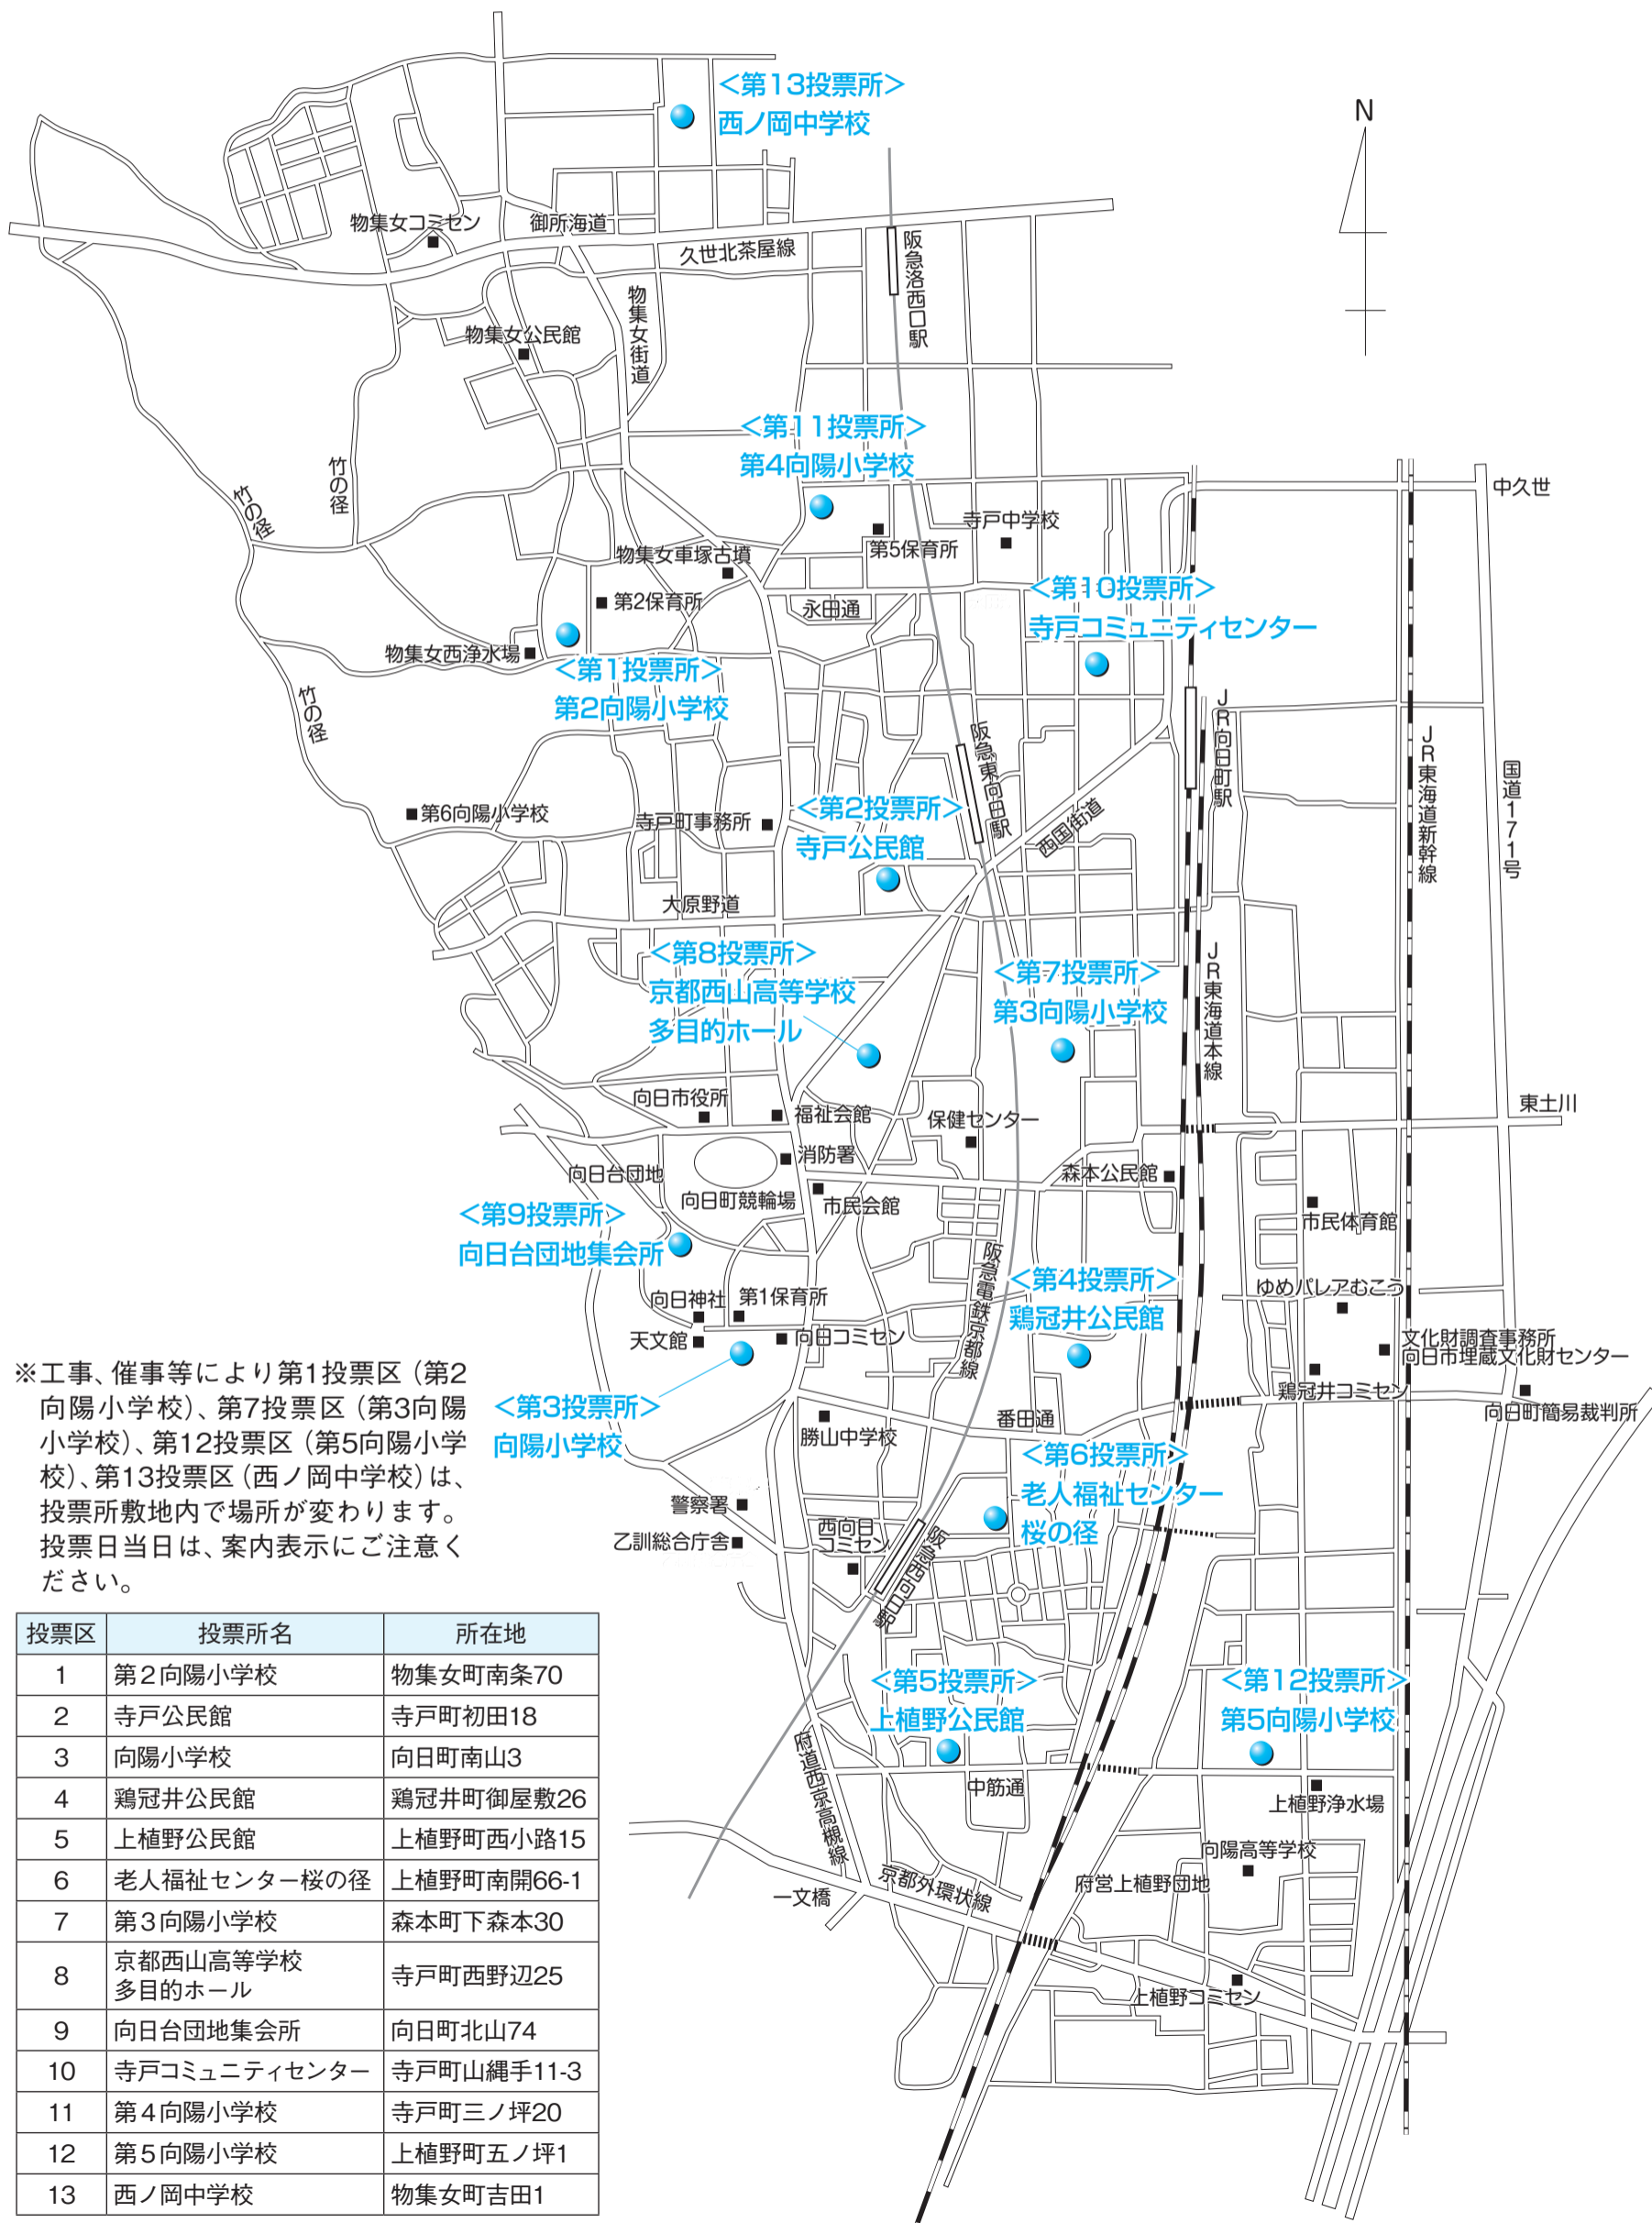 <第13投票所>
西ノ岡中学校
N
物集女コミセン
御所海道
久世北茶屋線
阪急洛西口駅
物集女街道
物集女公民館
<第11投票所>
第4向陽小学校
竹の径
竹の径
中久世
寺戸中学校
第5保育所
物集女車塚古墳
<第10投票所>
寺戸コミュニティセンター
第2保育所
永田通
物集女西浄水場
<第1投票所>
第2向陽小学校
竹の径
JR向日町駅
阪急東向日駅
JR東海道新幹線
国道171号
第6向陽小学校
寺戸町事務所
<第2投票所>
寺戸公民館
西国街道
大原野道
<第8投票所>
京都西山高等学校
多目的ホール
<第7投票所>
第3向陽小学校
JR東海道本線
向日市役所
福祉会館
保健センター
東土川
消防署
向日台団地
森本公民館
向日町競輪場
市民会館
市民体育館
<第9投票所>
向日台団地集会所
阪急電鉄京都線
<第4投票所>
鶏冠井公民館
ゆめパレアむこう
向日神社
第1保育所
天文館
向日コミセン
文化財調査事務所
向日市埋蔵文化財センター
鶏冠井コミセン
向日町簡易裁判所
<第3投票所>
向陽小学校
番田通
勝山中学校
<第6投票所>
老人福祉センター
桜の径
警察署
乙訓総合庁舎
西向日
コミセン
阪急西向日駅
<第5投票所>
上植野公民館
<第12投票所>
第5向陽小学校
府道西京高槻線
中筋通
上植野浄水場
向陽高等学校
京都外環状線
府営上植野団地
一文橋
上植野コミセン
※工事、催事等により第1投票区(第2
向陽小学校)、第7投票区(第3向陽
小学校)、第12投票区(第5向陽小学
校)、第13投票区(西ノ岡中学校)は、
投票所敷地内で場所が変わります。
投票日当日は、案内表示にご注意く
ださい。
投票区 投票所名 所在地
1 第2向陽小学校 物集女町南条70
2 寺戸公民館 寺戸町初田18
3 向陽小学校 向日町南山3
4 鶏冠井公民館 鶏冠井町御屋敷26
5 上植野公民館 上植野町西小路15
6 老人福祉センター桜の径 上植野町南開66-1
7 第3向陽小学校 森本町下森本30
8 京都西山高等学校
多目的ホール 寺戸町西野辺25
9 向日台団地集会所 向日町北山74
10 寺戸コミュニティセンター 寺戸町山縄手11-3
11 第4向陽小学校 寺戸町三ノ坪20
12 第5向陽小学校 上植野町五ノ坪1
13 西ノ岡中学校 物集女町吉田1